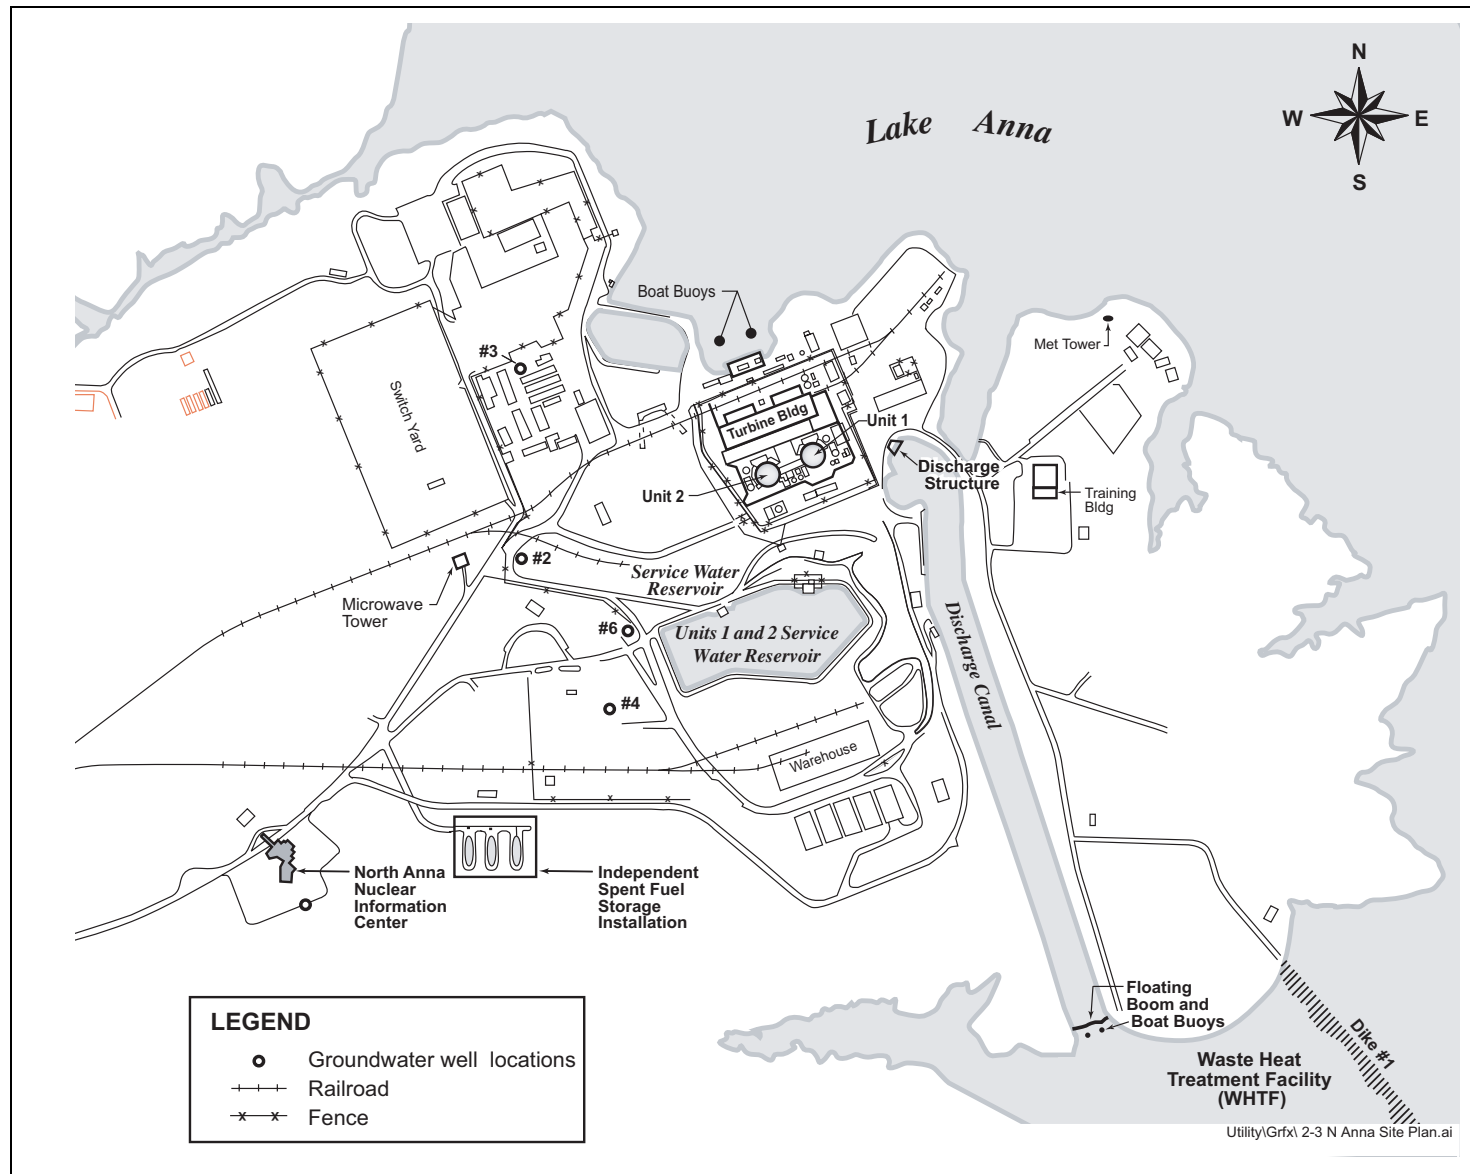 N
W E
S
Lake Anna
Boat Buoys
Met Tower
#3
Switch Yard
Turbine Bldg
Unit 1
Discharge
Structure
Unit 2
Training
Bldg
#2
Service Water
Reservoir
Microwave
Tower
#6
Units 1 and 2 Service
Water Reservoir
Discharge Canal
#4
Warehouse
North Anna
Nuclear
Information
Center
Independent
Spent Fuel
Storage
Installation
Floating
Boom and
Boat Buoys
Dike #1
Waste Heat
Treatment Facility
(WHTF)
LEGEND
Groundwater well locations
Railroad
Fence
Utility\Grfx\ 2-3 N Anna Site Plan.ai